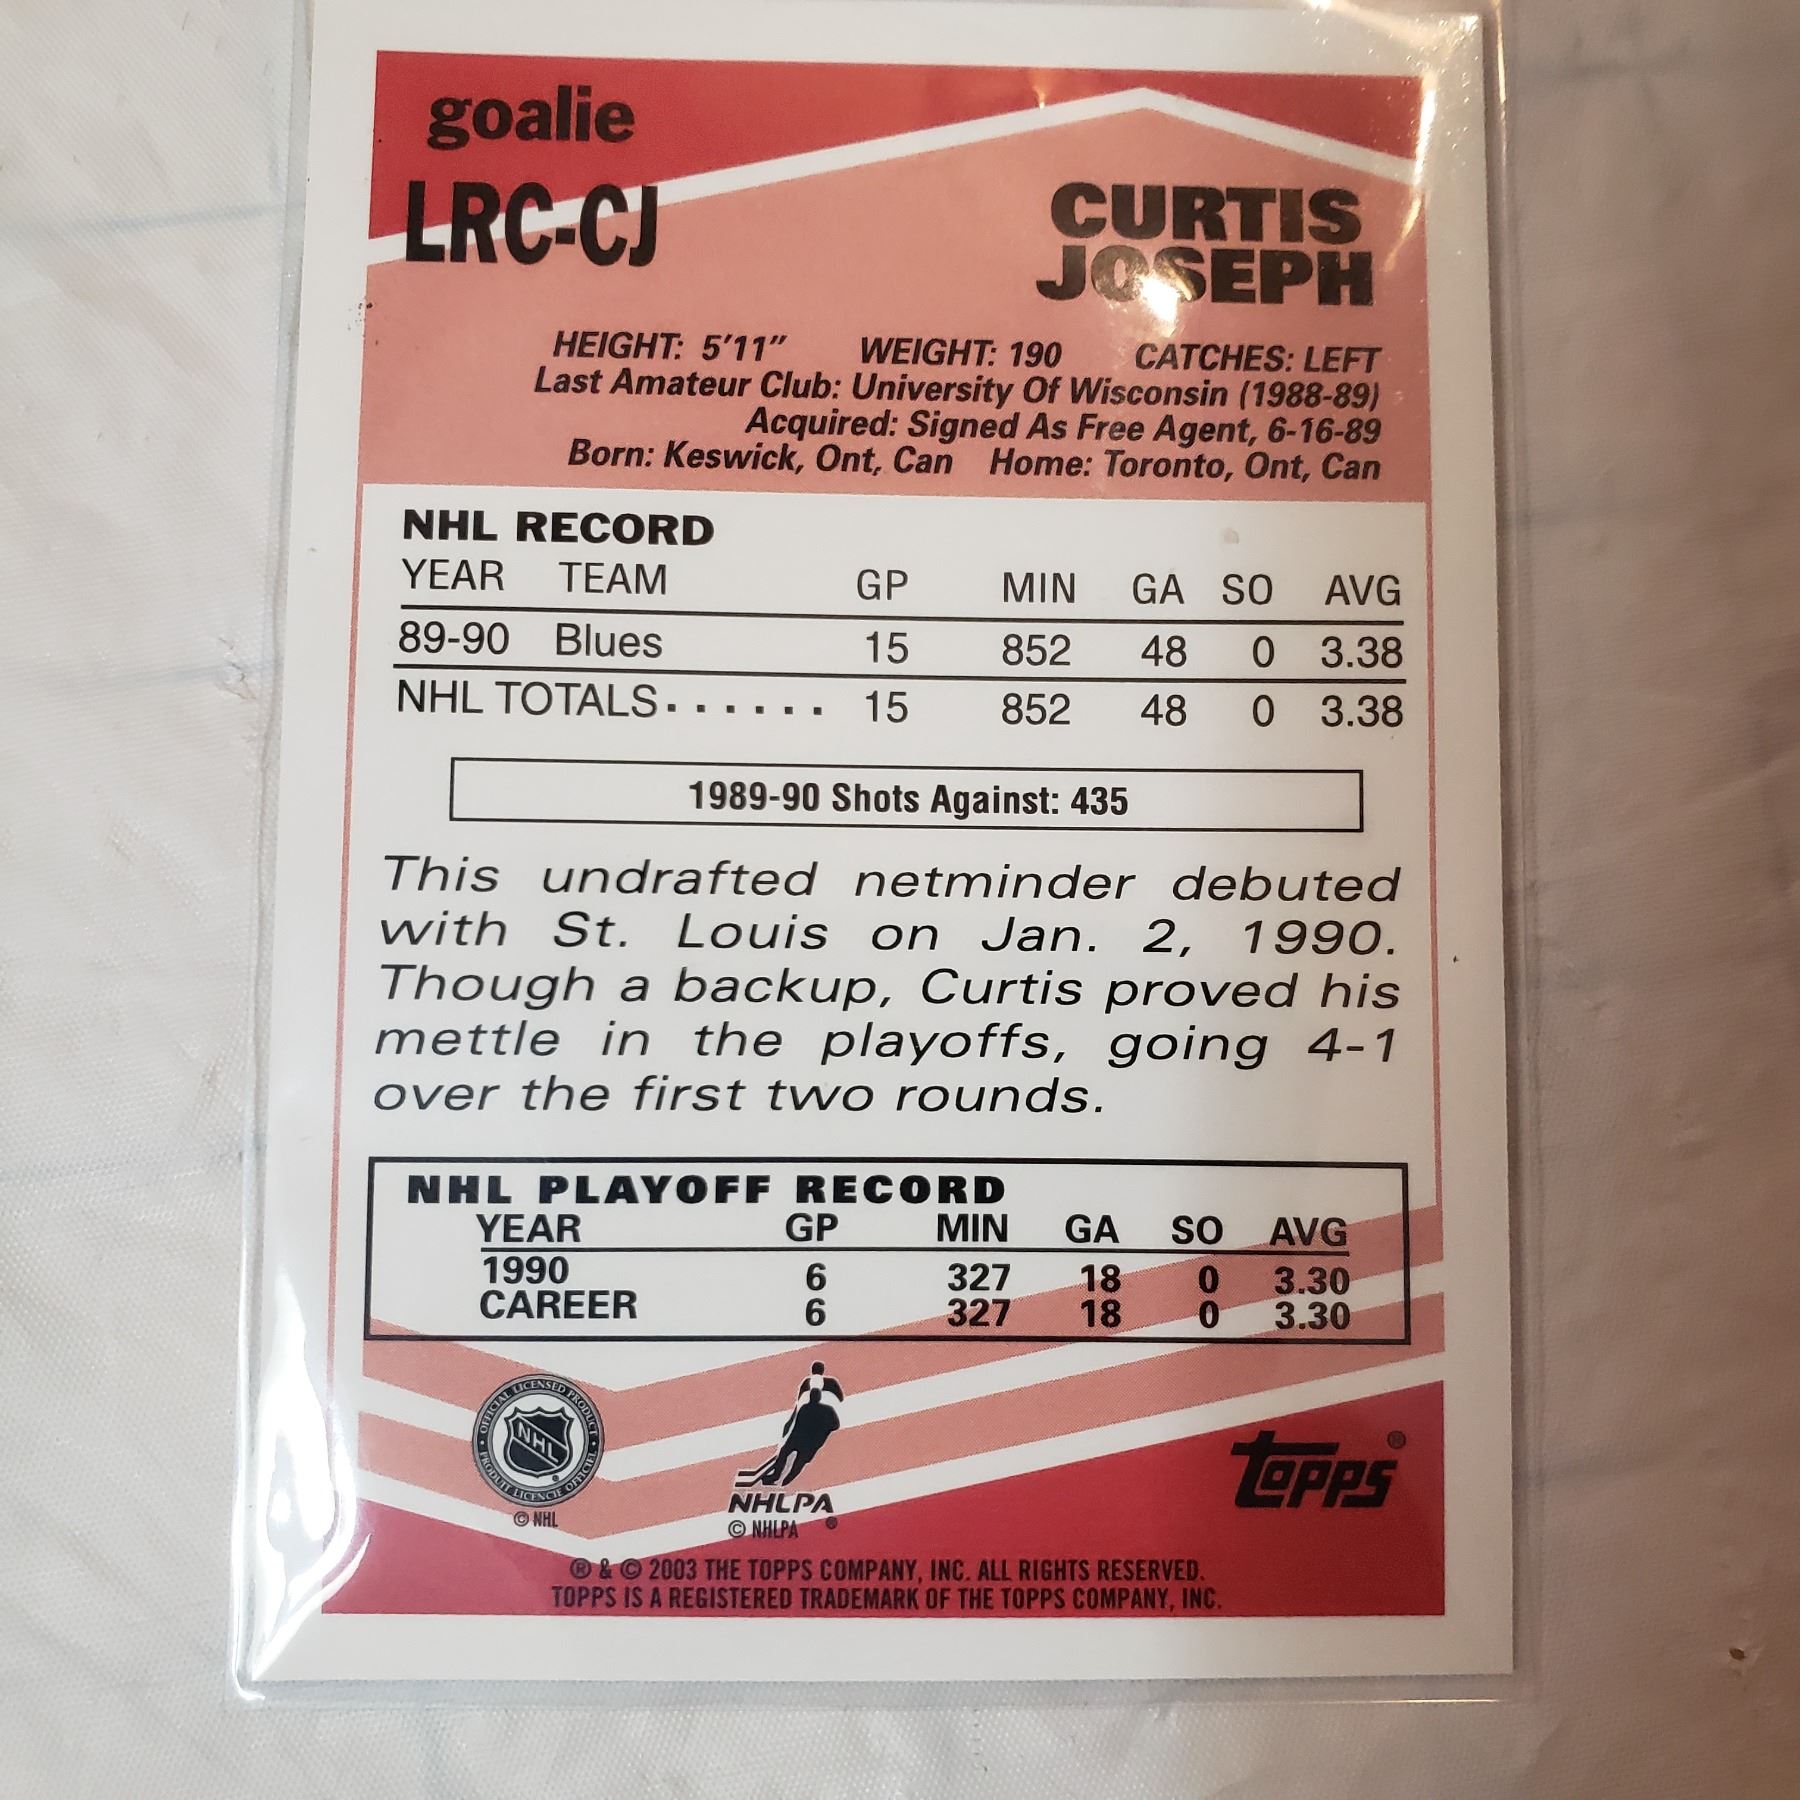 goalie
LRC-CJ
CURTIS
JOSEPH
HEIGHT: 5'11" WEIGHT: 190 CATCHES: LEFT
Last Amateur Club: University Of Wisconsin (1988-89)
Acquired: Signed As Free Agent, 6-16-89
Born: Keswick, Ont, Can Home: Toronto, Ont, Can
NHL RECORD
YEAR TEAM GP MIN GA SO AVG
89-90 Blues 15 852 48 0 3.38
NHL TOTALS...... 15 852 48 0 3.38
1989-90 Shots Against: 435
This undrafted netminder debuted
with St. Louis on Jan. 2, 1990.
Though a backup, Curtis proved his
mettle in the playoffs, going 4-1
over the first two rounds.
NHL PLAYOFF RECORD
YEAR GP MIN GA SO AVG
1990 6 327 18 0 3.30
CAREER 6 327 18 0 3.30
OFFICIAL LICENSED PRODUCT • PRODUIT LICENCIÉ OFFICIEL •
NHL
© NHL
NHLPA
© NHLPA ®
topps ®
® & © 2003 THE TOPPS COMPANY, INC. ALL RIGHTS RESERVED.
TOPPS IS A REGISTERED TRADEMARK OF THE TOPPS COMPANY, INC.